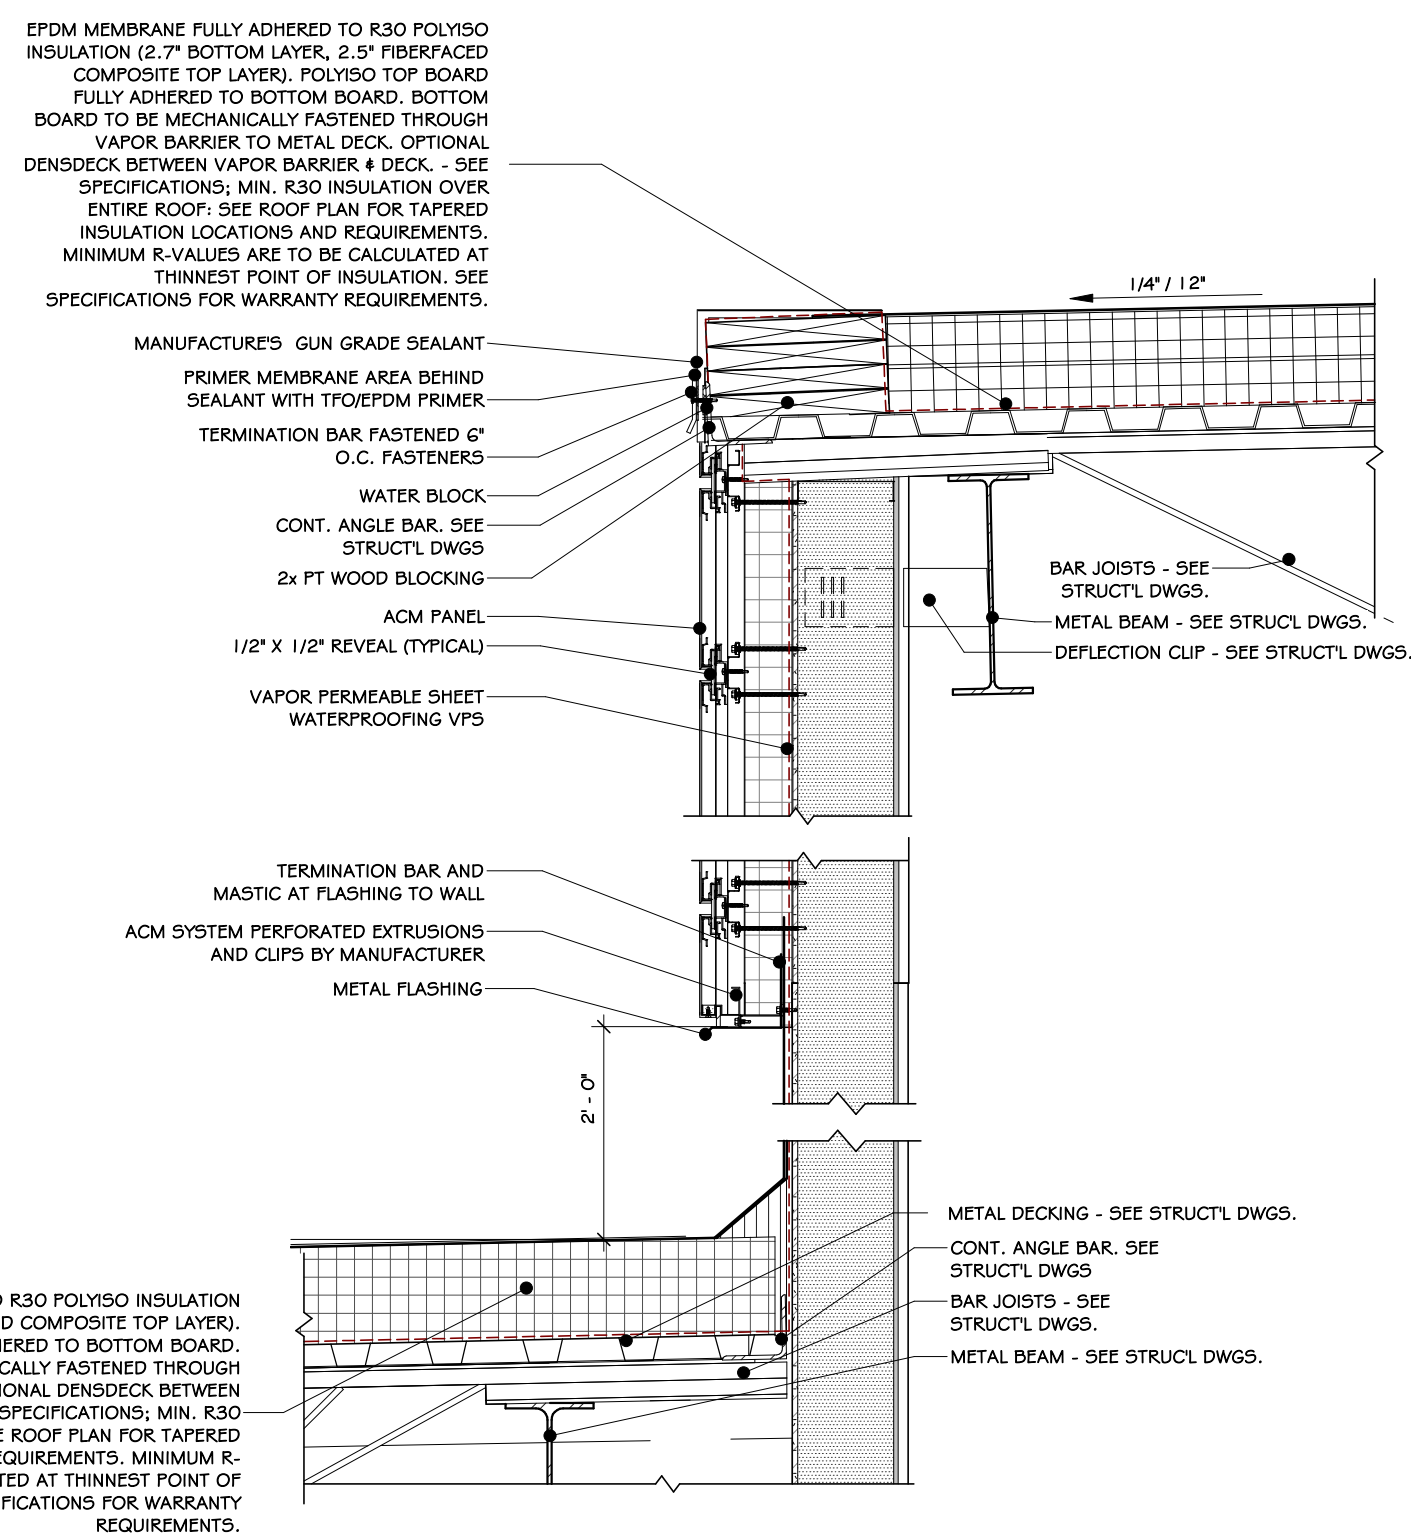 EPDM MEMBRANE FULLY ADHERED TO R30 POLYISO
INSULATION (2.7" BOTTOM LAYER, 2.5" FIBERFACED
COMPOSITE TOP LAYER). POLYISO TOP BOARD
FULLY ADHERED TO BOTTOM BOARD. BOTTOM
BOARD TO BE MECHANICALLY FASTENED THROUGH
VAPOR BARRIER TO METAL DECK. OPTIONAL
DENSDECK BETWEEN VAPOR BARRIER & DECK. - SEE
SPECIFICATIONS; MIN. R30 INSULATION OVER
ENTIRE ROOF: SEE ROOF PLAN FOR TAPERED
INSULATION LOCATIONS AND REQUIREMENTS.
MINIMUM R-VALUES ARE TO BE CALCULATED AT
THINNEST POINT OF INSULATION. SEE
SPECIFICATIONS FOR WARRANTY REQUIREMENTS.
1/4" / 12"
MANUFACTURE'S GUN GRADE SEALANT
PRIMER MEMBRANE AREA BEHIND
SEALANT WITH TFO/EPDM PRIMER
TERMINATION BAR FASTENED 6"
O.C. FASTENERS
WATER BLOCK
CONT. ANGLE BAR. SEE
STRUCT'L DWGS
2x PT WOOD BLOCKING
ACM PANEL
1/2" X 1/2" REVEAL (TYPICAL)
VAPOR PERMEABLE SHEET
WATERPROOFING VPS
BAR JOISTS - SEE
STRUCT'L DWGS.
METAL BEAM - SEE STRUC'L DWGS.
DEFLECTION CLIP - SEE STRUCT'L DWGS.
TERMINATION BAR AND
MASTIC AT FLASHING TO WALL
ACM SYSTEM PERFORATED EXTRUSIONS
AND CLIPS BY MANUFACTURER
METAL FLASHING
2' - 0"
METAL DECKING - SEE STRUCT'L DWGS.
CONT. ANGLE BAR. SEE
STRUCT'L DWGS
BAR JOISTS - SEE
STRUCT'L DWGS.
METAL BEAM - SEE STRUC'L DWGS.
R30 POLYISO INSULATION
D COMPOSITE TOP LAYER).
HERED TO BOTTOM BOARD.
ICALLY FASTENED THROUGH
IONAL DENSDECK BETWEEN
SPECIFICATIONS; MIN. R30
E ROOF PLAN FOR TAPERED
EQUIREMENTS. MINIMUM R-
TED AT THINNEST POINT OF
FICATIONS FOR WARRANTY
REQUIREMENTS.